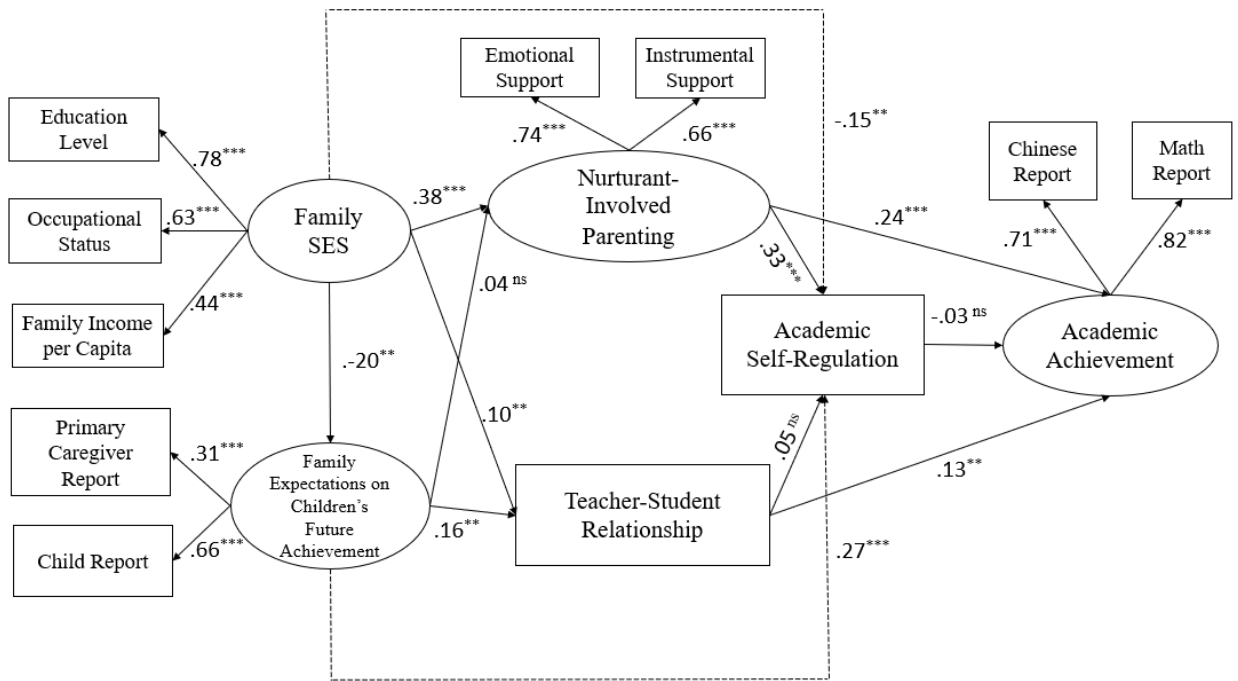 Emotional
Support
Instrumental
Support
Education
Level
-.15**
.74***
.66***
Chinese
Report
Math
Report
.78***
Nurturant-
Involved
Parenting
.38***
Occupational
Status
.63***
Family
SES
.24***
.71***
.82***
.33***
.04 ns
.44***
Family Income
per Capita
Academic
Self-Regulation
-.03 ns
Academic
Achievement
.-20**
.10**
Primary
Caregiver
Report
.31***
.05 ns
Family
Expectations on
Children's
Future
Achievement
.13**
Teacher-Student
Relationship
.16**
Child Report
.66***
.27***